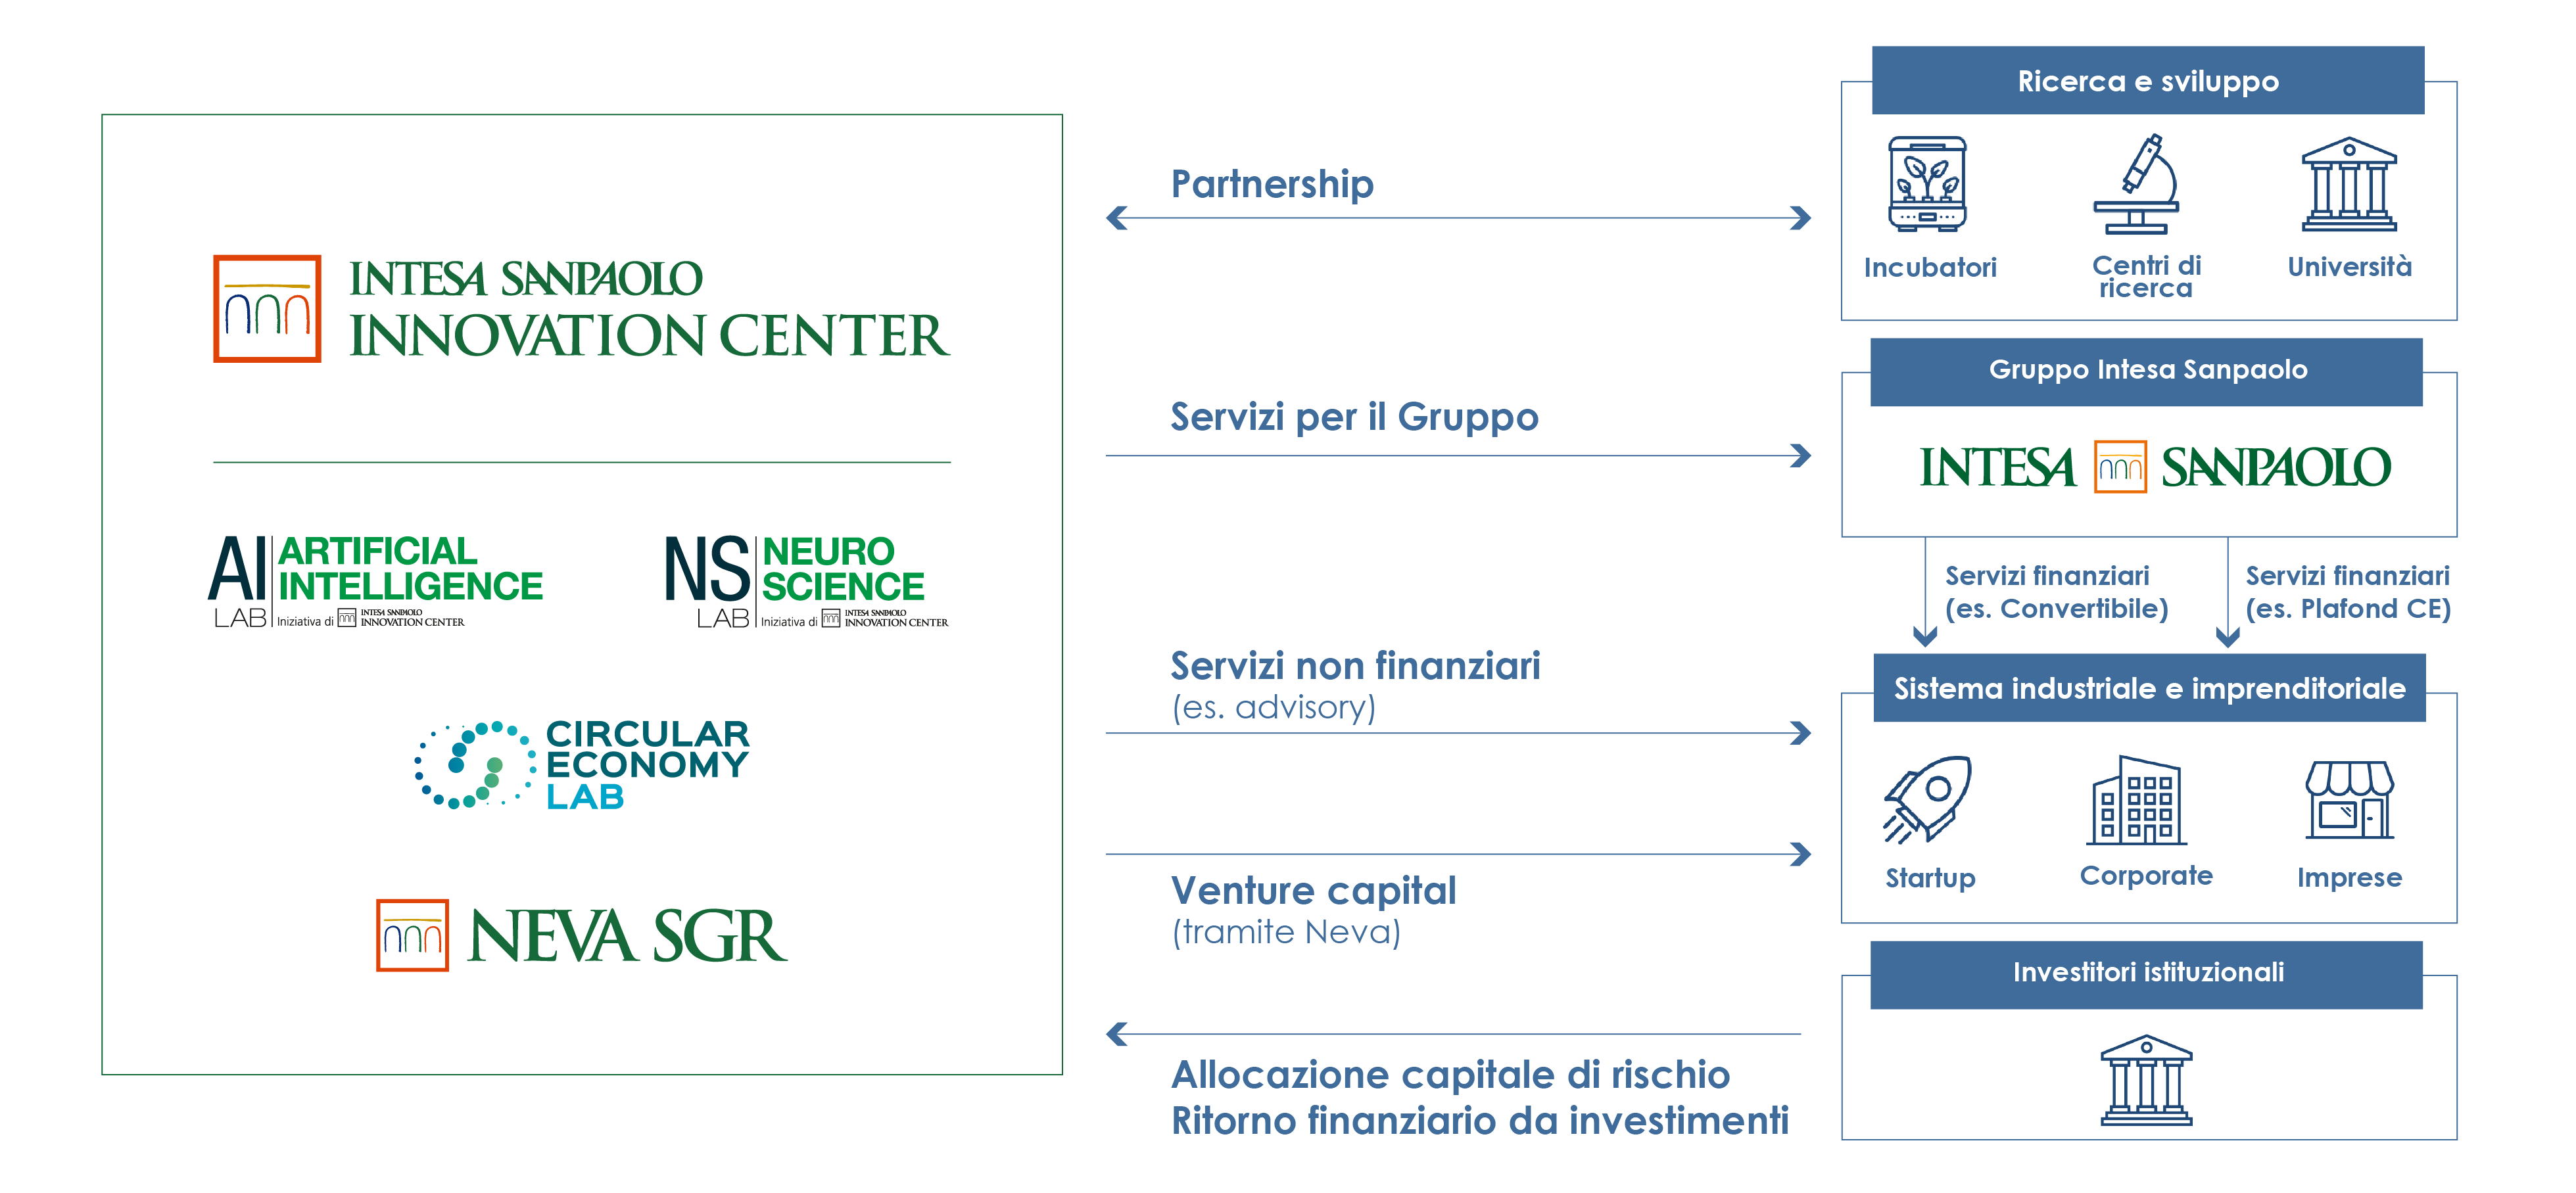 INTESA SANPAOLO
INNOVATION CENTER
AI LAB
ARTIFICIAL
INTELLIGENCE
Iniziativa di INTESA SANPAOLO
INNOVATION CENTER
NS LAB
NEURO
SCIENCE
Iniziativa di INTESA SANPAOLO
INNOVATION CENTER
CIRCULAR
ECONOMY
LAB
NEVA SGR
Partnership
Servizi per il Gruppo
Servizi non finanziari
(es. advisory)
Venture capital
(tramite Neva)
Allocazione capitale di rischio
Ritorno finanziario da investimenti
Ricerca e sviluppo
Incubatori
Centri di
ricerca
Università
Gruppo Intesa Sanpaolo
INTESA SANPAOLO
Servizi finanziari
(es. Convertibile)
Servizi finanziari
(es. Plafond CE)
Sistema industriale e imprenditoriale
Startup
Corporate
Imprese
Investitori istituzionali